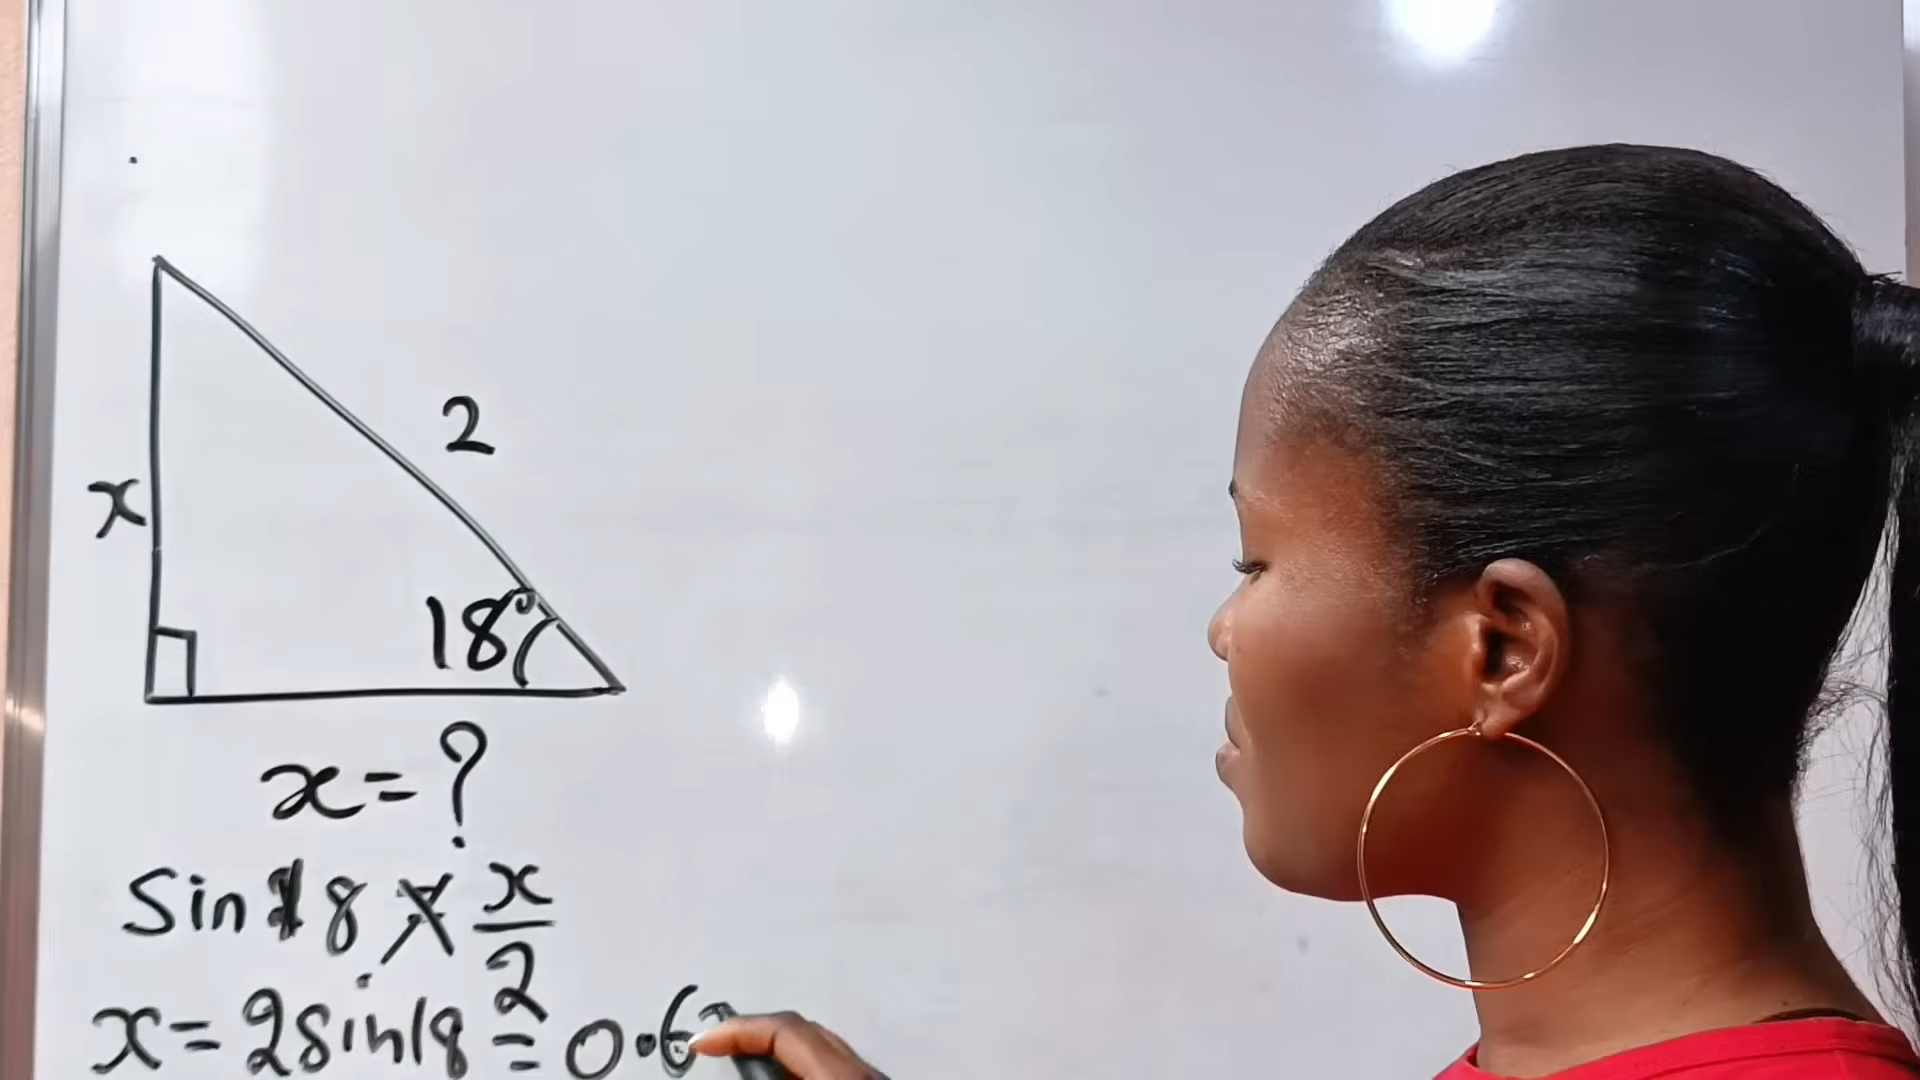 2
x
18°
x = ?
Sin 18 = x/2
x = 2sin18 = 0.6